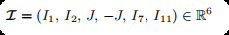 𝓘 = (I₁, I₂, J, −J, I₇, I₁₁) ∈ ℝ⁶